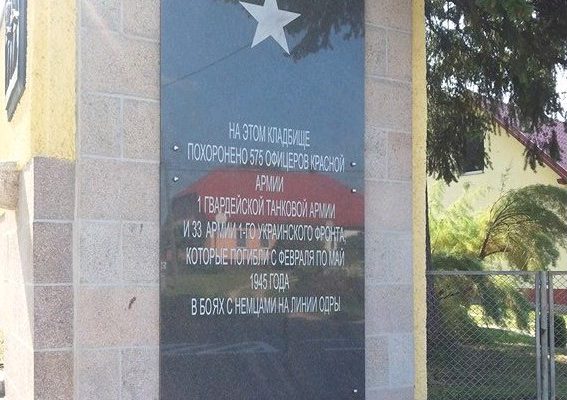 НА ЭТОМ КЛАДБИЩЕ
ПОХОРОНЕНО 575 ОФИЦЕРОВ КРАСНОЙ
АРМИИ
1 ГВАРДЕЙСКОЙ ТАНКОВОЙ АРМИИ
И 33 АРМИИ 1-ГО УКРАИНСКОГО ФРОНТА,
КОТОРЫЕ ПОГИБЛИ С ФЕВРАЛЯ ПО МАЙ
1945 ГОДА
В БОЯХ С НЕМЦАМИ НА ЛИНИИ ОДРЫ